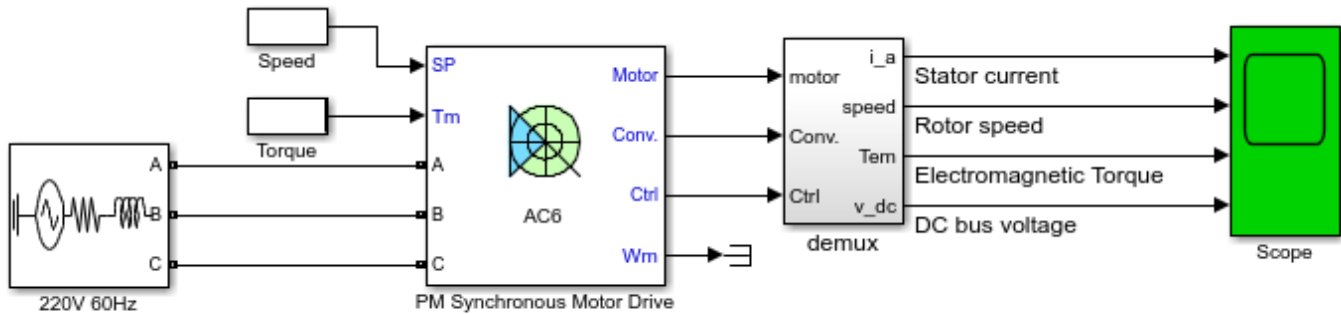 Speed
Torque
A
B
C
220V 60Hz
SP
Tm
A
B
C
AC6
Motor
Conv.
Ctrl
Wm
PM Synchronous Motor Drive
motor
Conv.
Ctrl
i_a
speed
Tem
v_dc
demux
Stator current
Rotor speed
Electromagnetic Torque
DC bus voltage
Scope